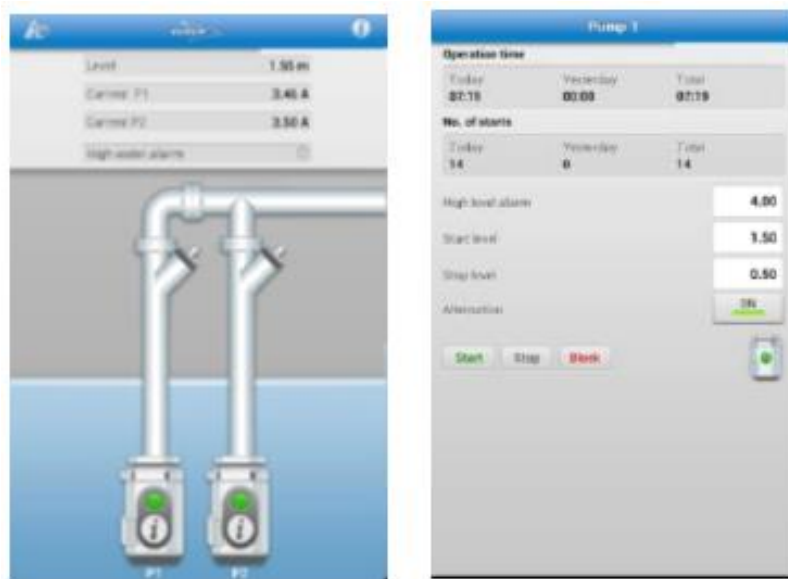 Level 1.55 m
Current P1 3.46 A
Current P2 3.50 A
High water alarm
P1 P2
Pump 1
Operation time
Today Yesterday Total
07:19 00:00 07:19
No. of starts
Today Yesterday Total
14 0 14
High level alarm 4.00
Start level 1.50
Stop level 0.50
Alternation ON
Start Stop Block